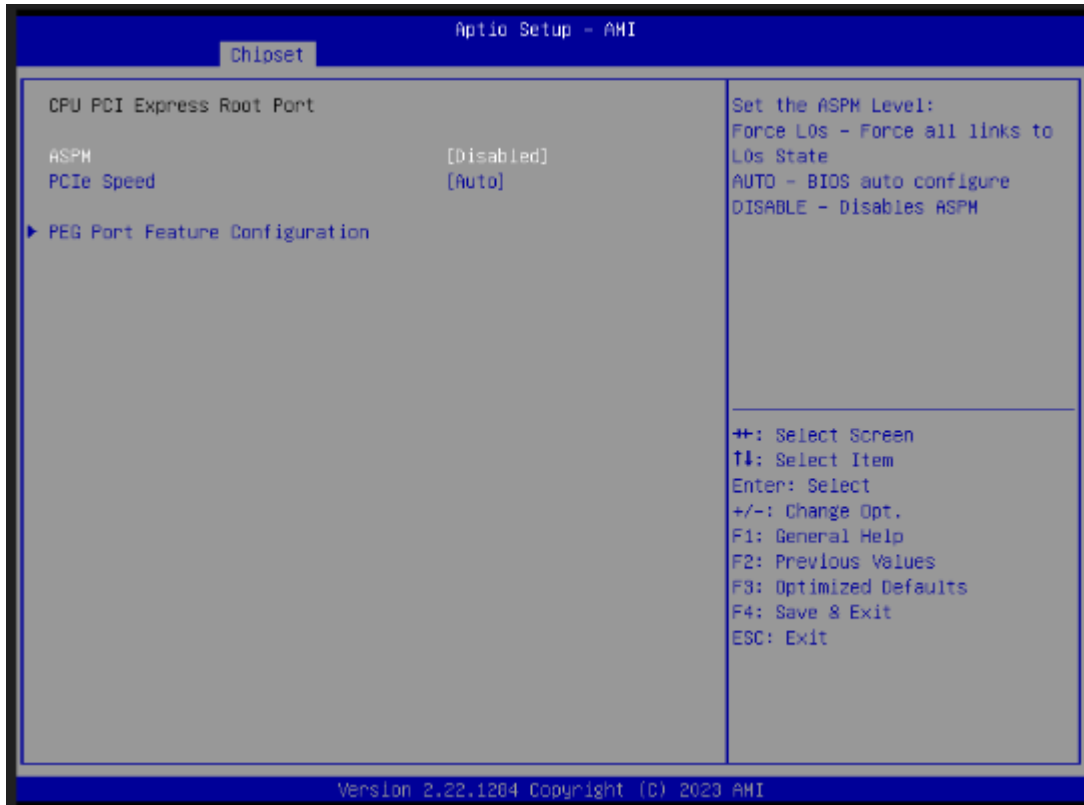 Aptio Setup - AMI
Chipset
CPU PCI Express Root Port
ASPM [Disabled]
PCIe Speed [Auto]
▶ PEG Port Feature Configuration
Set the ASPM Level:
Force L0s - Force all links to
L0s State
AUTO - BIOS auto configure
DISABLE - Disables ASPM
→←: Select Screen
↑↓: Select Item
Enter: Select
+/-: Change Opt.
F1: General Help
F2: Previous Values
F3: Optimized Defaults
F4: Save & Exit
ESC: Exit
Version 2.22.1284 Copyright (C) 2023 AMI